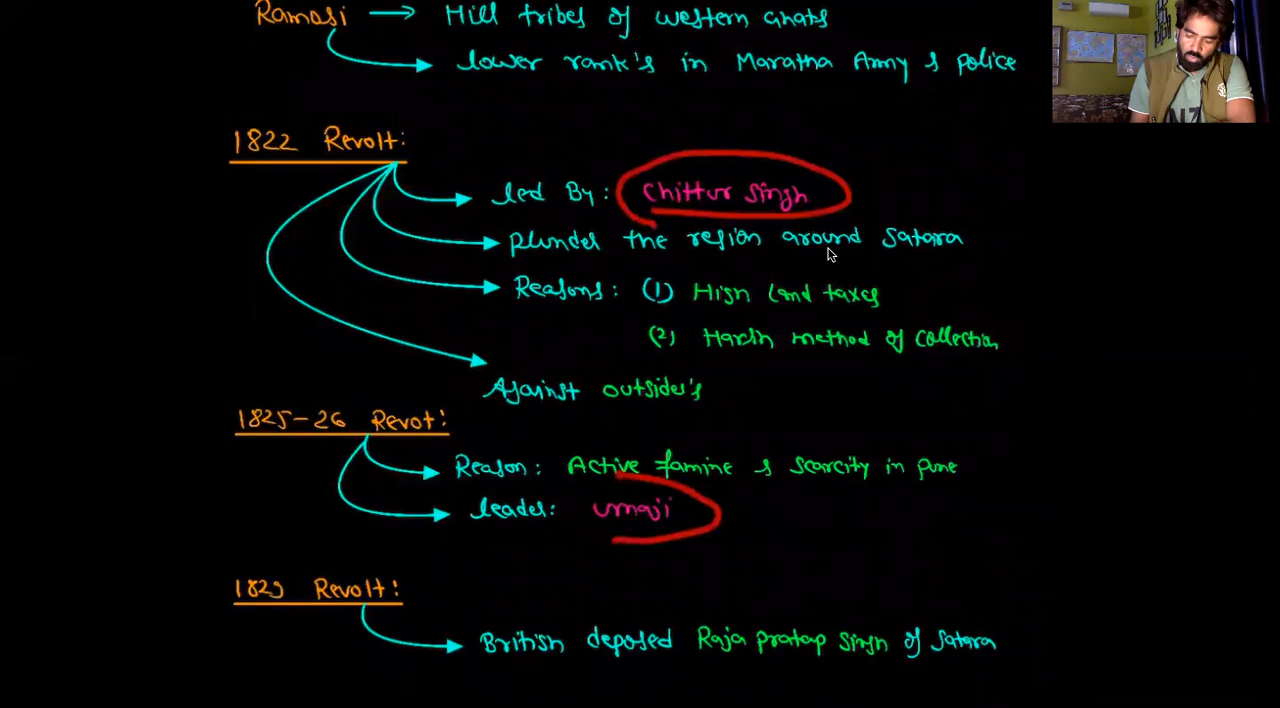 Ramosi → Hill tribes of western Ghats
lower rank's in Maratha Army & police
1822 Revolt:
led By: Chittur Singh
plunder the region around Satara
Reasons: (1) High land taxes
(2) Harsh method of collection
Against outsider's
1825-26 Revot:
Reason: Active famine & scarcity in pune
leader: umaji
1829 Revolt:
British deposed Raja pratap Singh of Satara